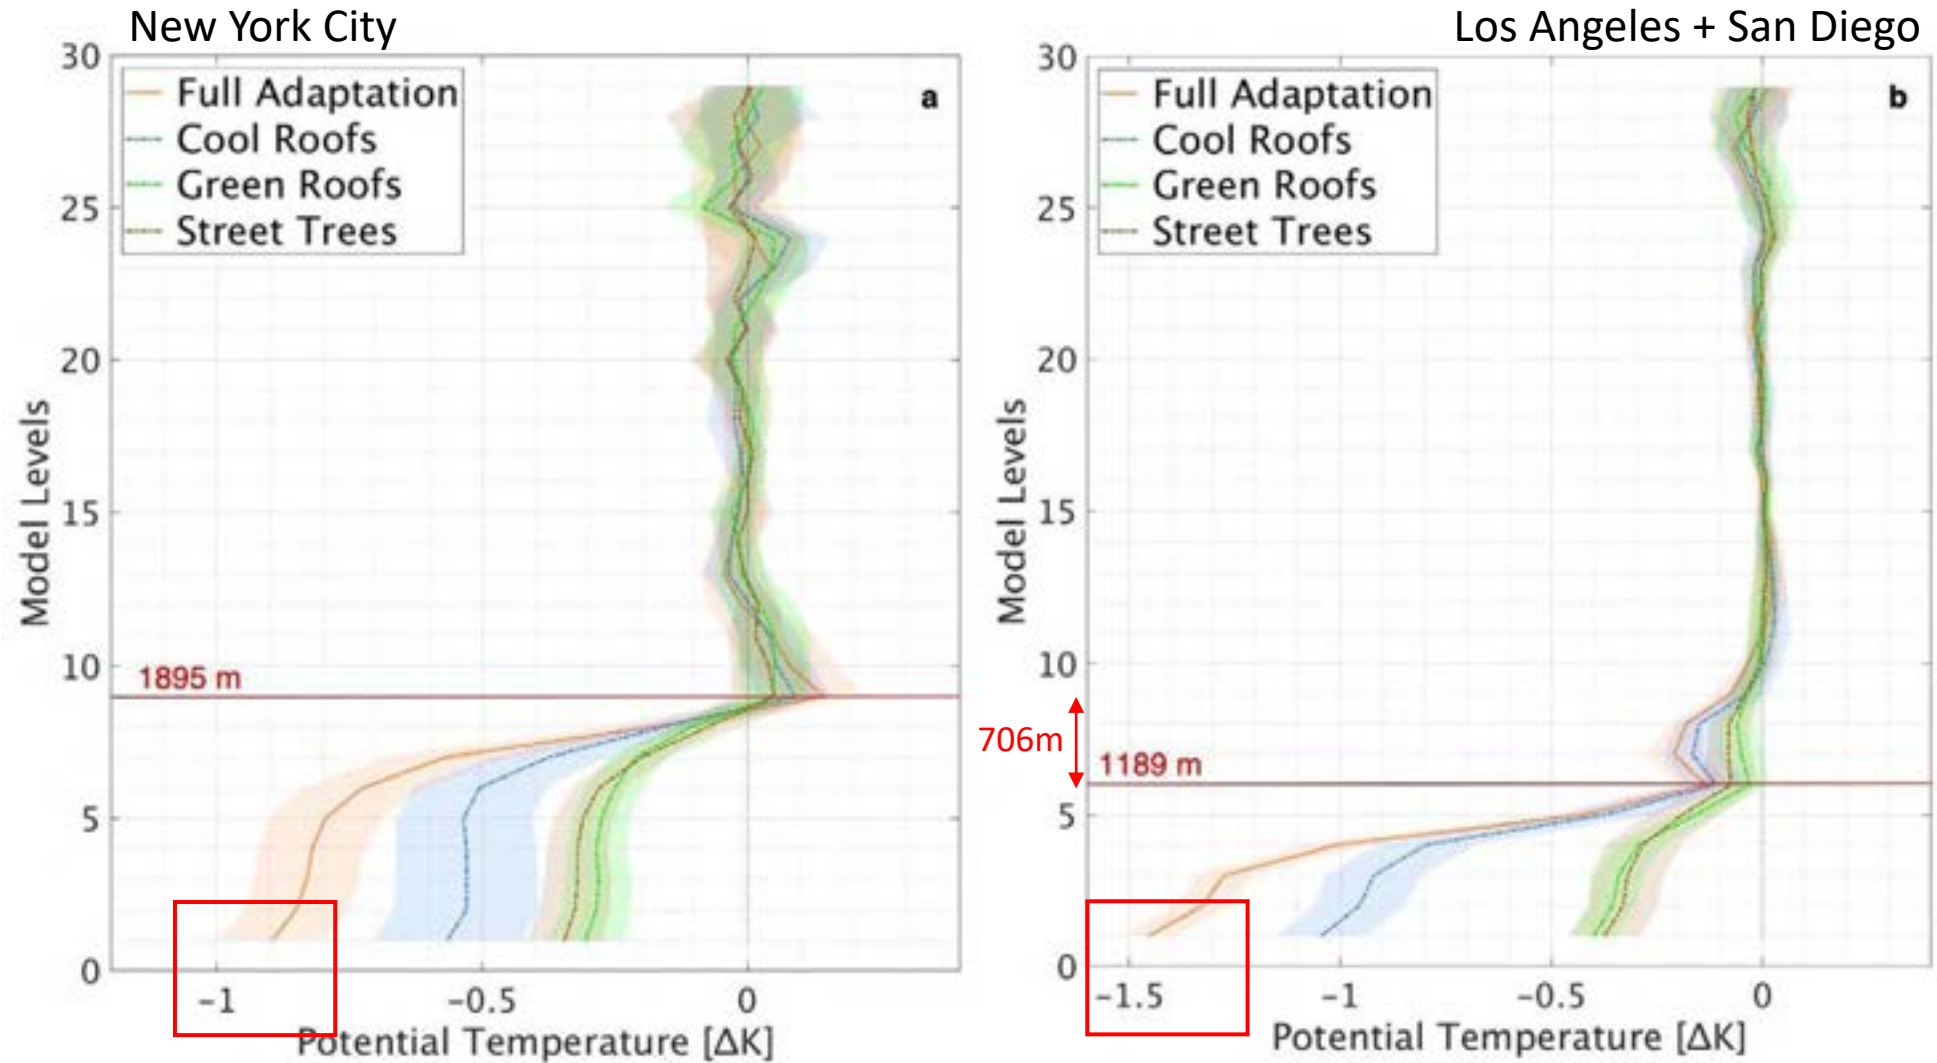 New York City
Los Angeles + San Diego
30
25
20
15
10
5
0
Model Levels
Full Adaptation
Cool Roofs
Green Roofs
Street Trees
a
1895 m
-1
-0.5
0
Potential Temperature [ΔK]
30
25
20
15
10
5
0
Model Levels
Full Adaptation
Cool Roofs
Green Roofs
Street Trees
b
706m
1189 m
-1.5
-1
-0.5
0
Potential Temperature [ΔK]